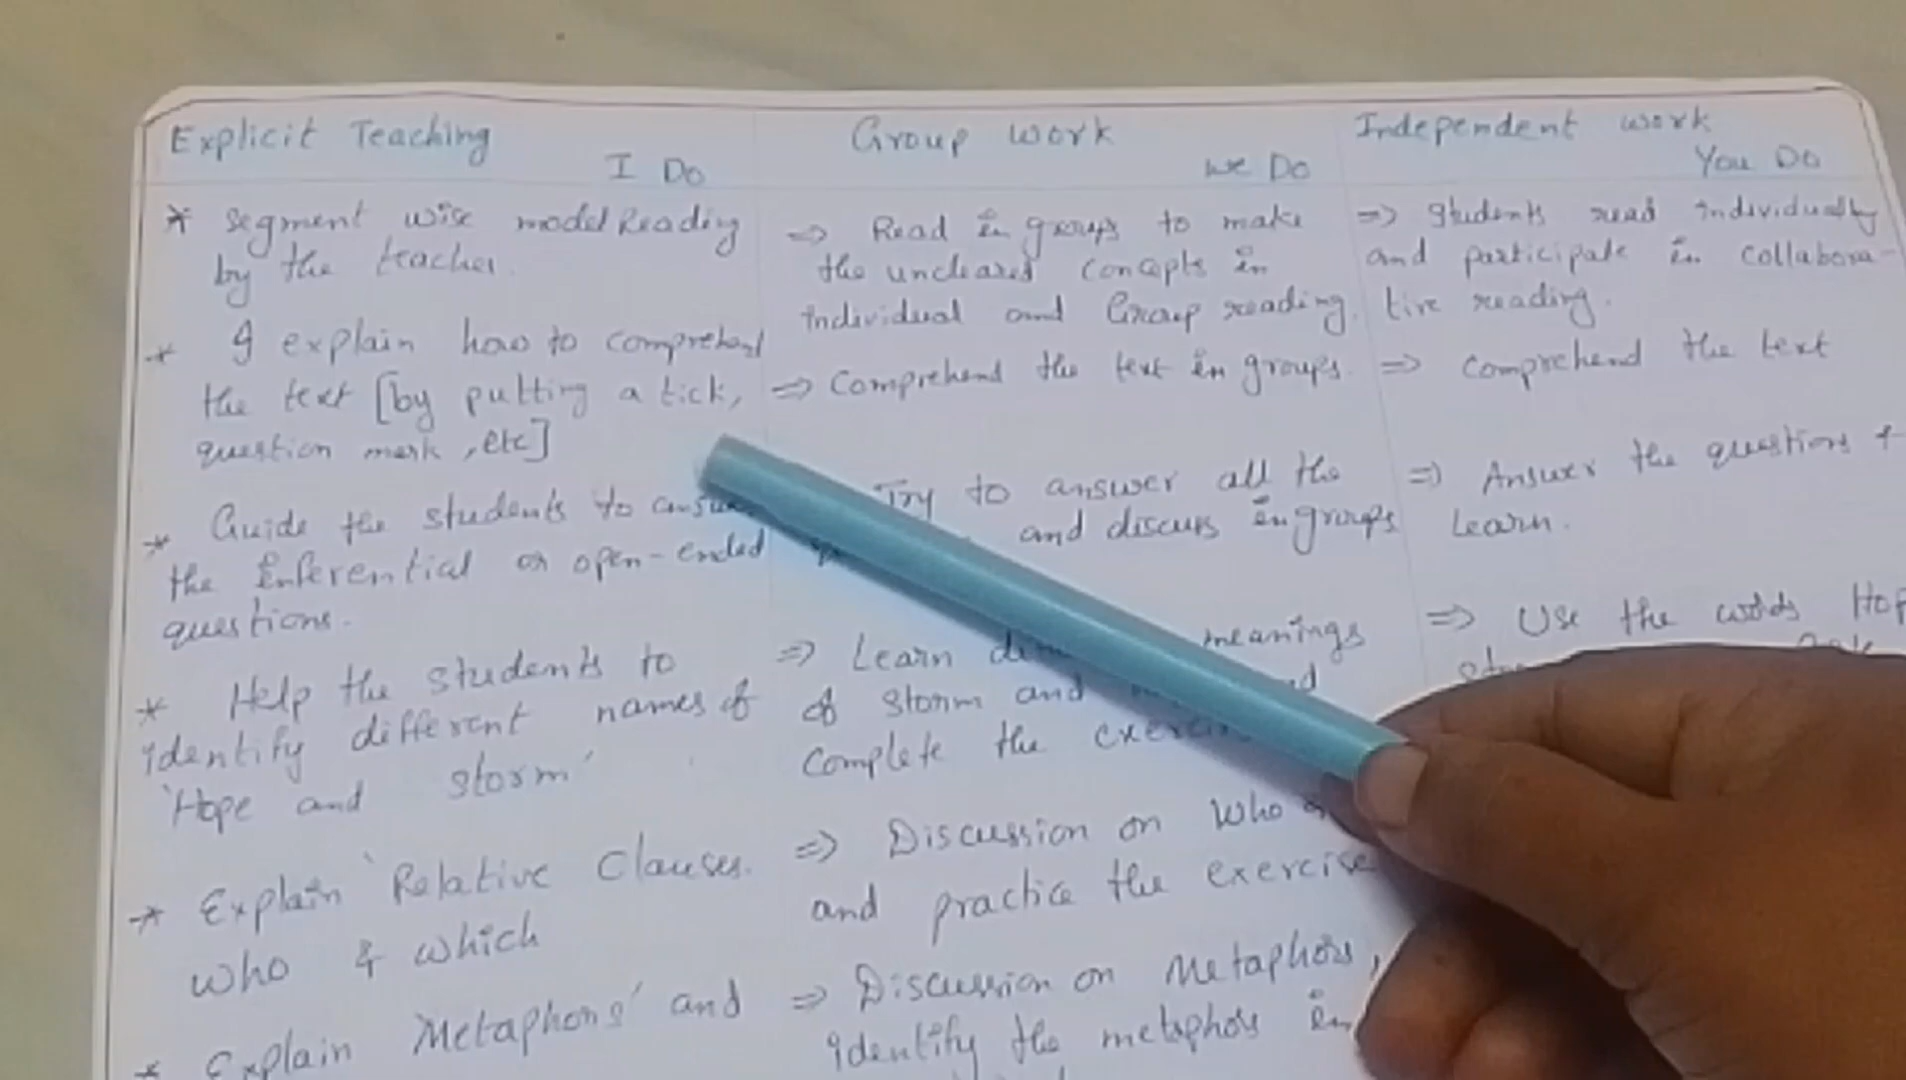 Explicit Teaching
I Do
* Segment wise model Reading
by the teacher.
* I explain how to comprehend
the text [by putting a tick,
question mark, etc]
* Guide the students to
the inferential or open-ended
questions.
* Help the students to
identify different names of
'Hope and storm'
* Explain 'Relative Clauses.
who & which
* Explain 'Metaphors' and
Group work
we Do
⇒ Read in groups to make
the uncleared concepts in
individual and Group reading.
⇒ Comprehend the text in groups.
Try to answer all the
and discuss in groups
⇒ Learn meanings
of storm and
complete the
⇒ Discussion on who
and practice the exercise
⇒ Discussion on Metaphors,
identify the metaphors in
Independent work
You Do
⇒ Students read individually
and participate in collabora-
tive reading.
⇒ Comprehend the text
⇒ Answer the questions +
Learn.
⇒ Use the words